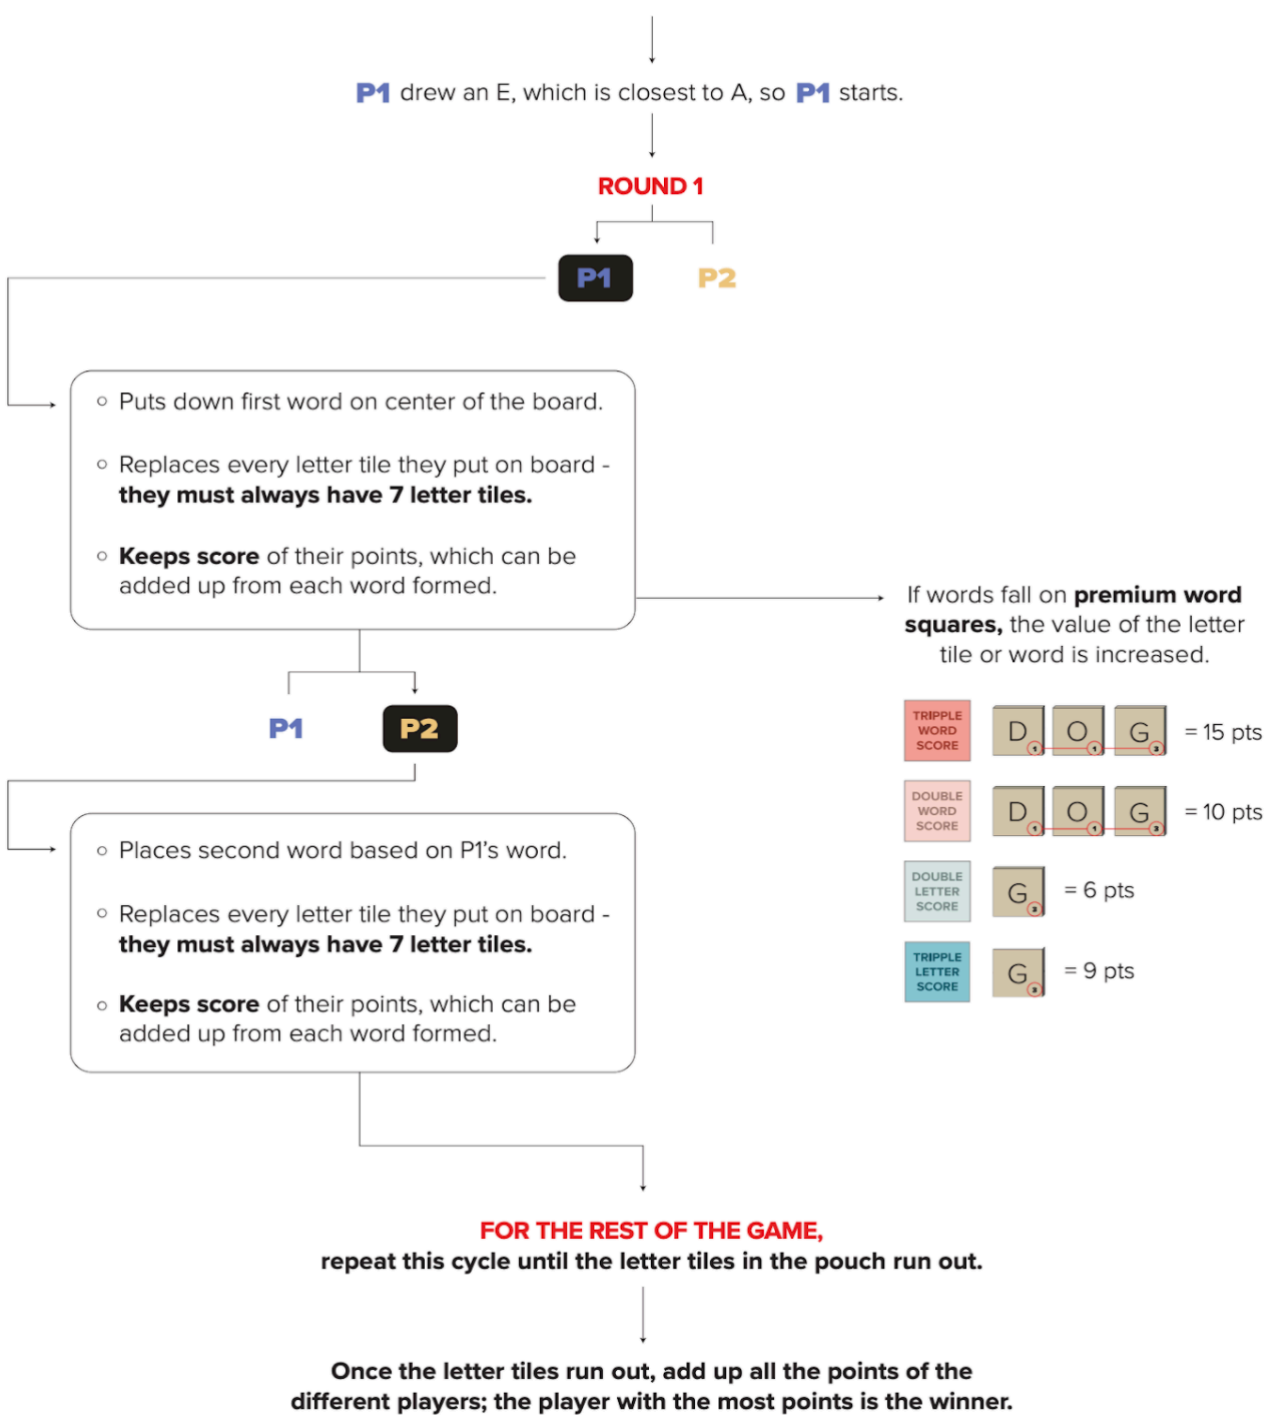 P1 drew an E, which is closest to A, so P1 starts.
ROUND 1
P1 P2
Puts down first word on center of the board.
Replaces every letter tile they put on board -
they must always have 7 letter tiles.
Keeps score of their points, which can be
added up from each word formed.
If words fall on premium word
squares, the value of the letter
tile or word is increased.
P1 P2
TRIPPLE
WORD
SCORE
D 1 O 1 G 3 = 15 pts
DOUBLE
WORD
SCORE
D 1 O 1 G 3 = 10 pts
DOUBLE
LETTER
SCORE
G 3 = 6 pts
TRIPPLE
LETTER
SCORE
G 3 = 9 pts
Places second word based on P1's word.
Replaces every letter tile they put on board -
they must always have 7 letter tiles.
Keeps score of their points, which can be
added up from each word formed.
FOR THE REST OF THE GAME,
repeat this cycle until the letter tiles in the pouch run out.
Once the letter tiles run out, add up all the points of the
different players; the player with the most points is the winner.